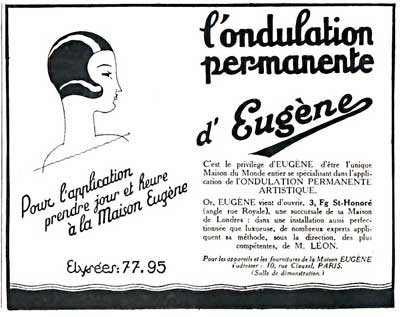 l'ondulation
permanente
d'Eugène
Pour l'application
prendre jour et heure
à la Maison Eugène
Elysées: 77.95
C'est le privilege d'EUGENE d'être l'unique
Maison du Monde entier se spécialisant dans l'appli-
cation de l'ONDULATION PERMANENTE
ARTISTIQUE.
Or, EUGÈNE vient d'ouvrir, 3, Fg St-Honoré
(angle rue Royale), une succursale de sa Maison
de Londres : dans une installation aussi perfec-
tionnée que luxueuse, de nombreux experts appli-
quent sa méthode, sous la direction, des plus
compétentes, de M. LEON.
Pour les appareils et les fournitures de la Maison EUGÈNE
s'adresser : 10, rue Clauzel, PARIS.
(Salle de démonstration.)